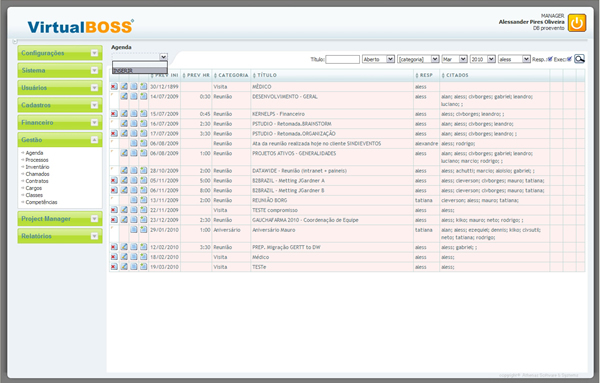 VirtualBOSS
MANAGER
Alessander Pires Oliveira
DB proevento
Configurações
Sistema
Usuários
Cadastros
Financeiro
Gestão
Agenda
Processos
Inventário
Chamados
Contratos
Cargos
Classes
Competências
Project Manager
Relatórios
Agenda
INSERIR
Título: Aberto [categoria] Mar 2010 aless Resp.: Exec:
PREV INI PREV HR CATEGORIA TÍTULO RESP CITADOS
30/12/1899 Visita MÉDICO aless aless;
14/07/2009 0:30 Reunião DESENVOLVIMENTO - GERAL aless alan; aless; clvborges; gabriel; leandro;
luciano; ;
15/07/2009 0:45 Reunião KERNELPS - Financeiro aless aless; clvborges; leandro; ;
16/07/2009 2:30 Reunião PSTUDIO - Retomada.BRAINSTORM aless alan; aless; clvborges; leandro;
17/07/2009 3:30 Reunião PSTUDIO - Retomada.ORGANIZAÇÃO aless alan; aless; clvborges; leandro; ;
06/08/2009 Reunião Ata da reunião realizada hoje no cliente SINDIEVENTOS alexandre aless; rodrigo;
06/08/2009 1:00 Reunião PROJETOS ATIVOS - GENERALIDADES aless alan; aless; clvborges; gabriel; leandro;
luciano; marcio; rodrigo; ;
28/10/2009 2:00 Reunião DATAWIDE - Reunião (intranet + paineis) aless aless; achutti; marcio; alminio; gabriel; ;
05/11/2009 5:00 Reunião B2BRAZIL - Metting JGardner A aless aless; cleverson; clvborges; mauro; tatiana;
06/11/2009 8:00 Reunião B2BRAZIL - Metting JGardner B aless aless; cleverson; clvborges; mauro; tatiana;
11/11/2009 2:00 Reunião REUNIÃO BORG tatiana cleverson; aless; mauro; tatiana;
22/11/2009 Visita TESTE compromisso aless aless;
23/12/2009 2:30 Reunião GAUCHAFARMA 2010 - Coordenação de Equipe aless aless; kiko; mauro; neto; rodrigo; ;
29/01/2010 1:00 Aniversário Aniversário Mauro tatiana alan; aless; ezequiel; dennis; kiko; civsutti;
neto; tatiana; rodrigo;
12/02/2010 3:30 Reunião PREP. Migração GERTT to DW aless aless; gabriel; ;
18/02/2010 Visita Médico aless aless;
19/03/2010 Visita TESTe aless aless;